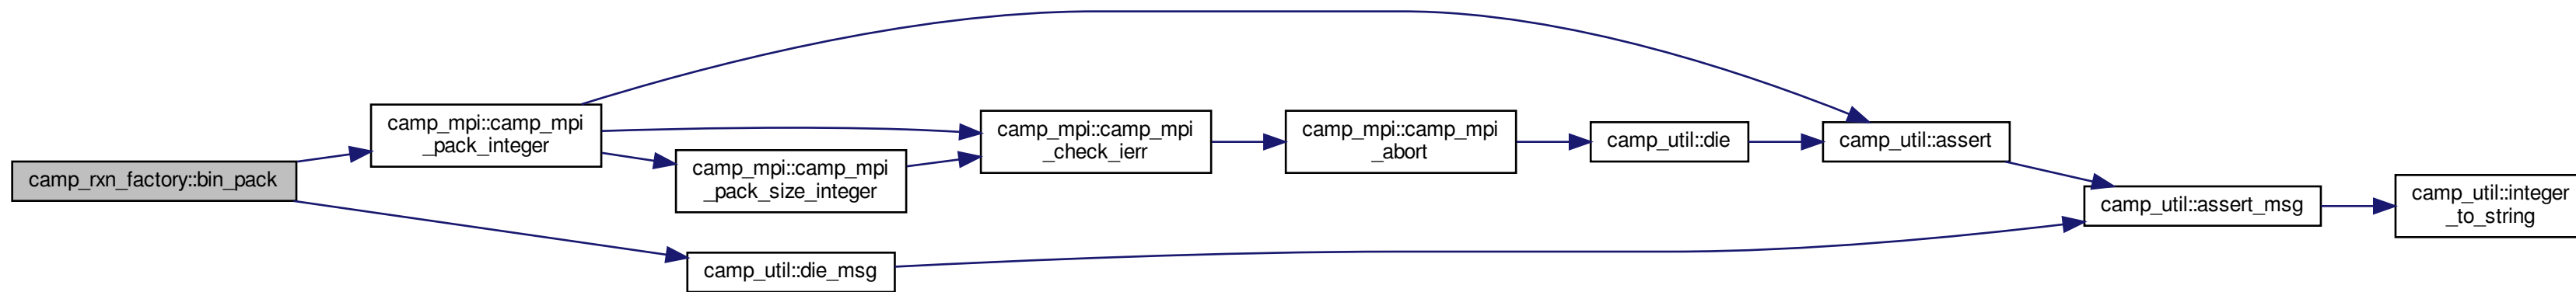 camp_rxn_factory::bin_pack
camp_mpi::camp_mpi
_pack_integer
camp_mpi::camp_mpi
_pack_size_integer
camp_util::die_msg
camp_mpi::camp_mpi
_check_ierr
camp_mpi::camp_mpi
_abort
camp_util::die
camp_util::assert
camp_util::assert_msg
camp_util::integer
_to_string